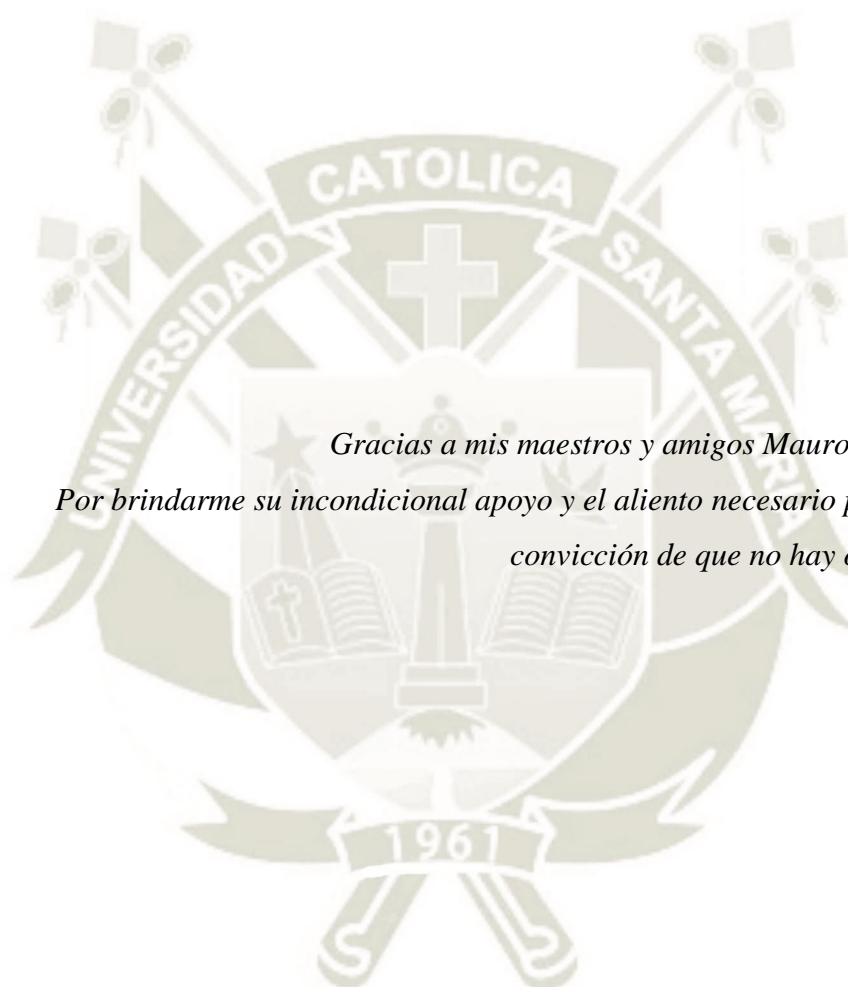 CATOLICA
UNIVERSIDAD
SANTA MARIA
Gracias a mis maestros y amigos Mauro
Por brindarme su incondicional apoyo y el aliento necesario
convicción de que no hay
1961